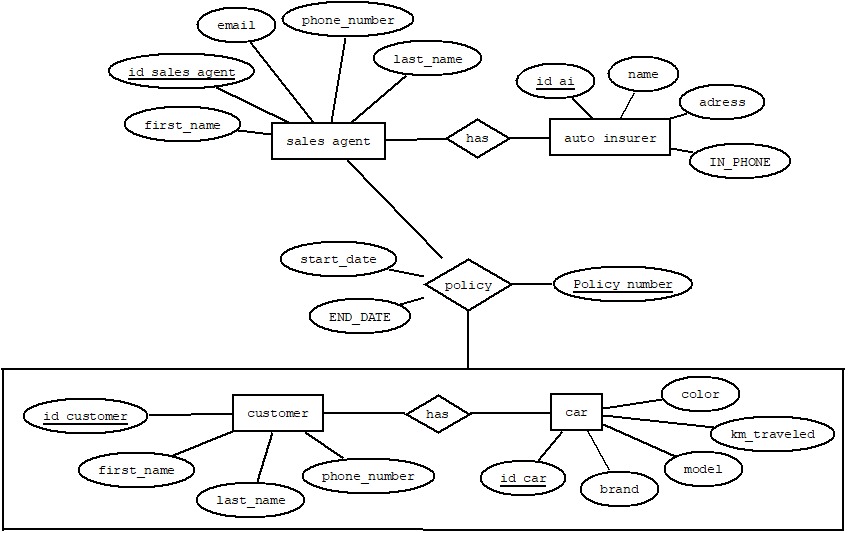 email
phone_number
last_name
id sales agent
first_name
sales agent
has
auto insurer
id ai
name
adress
IN_PHONE
start_date
END_DATE
policy
Policy number
id customer
customer
has
car
color
km_traveled
first_name
last_name
phone_number
id car
brand
model